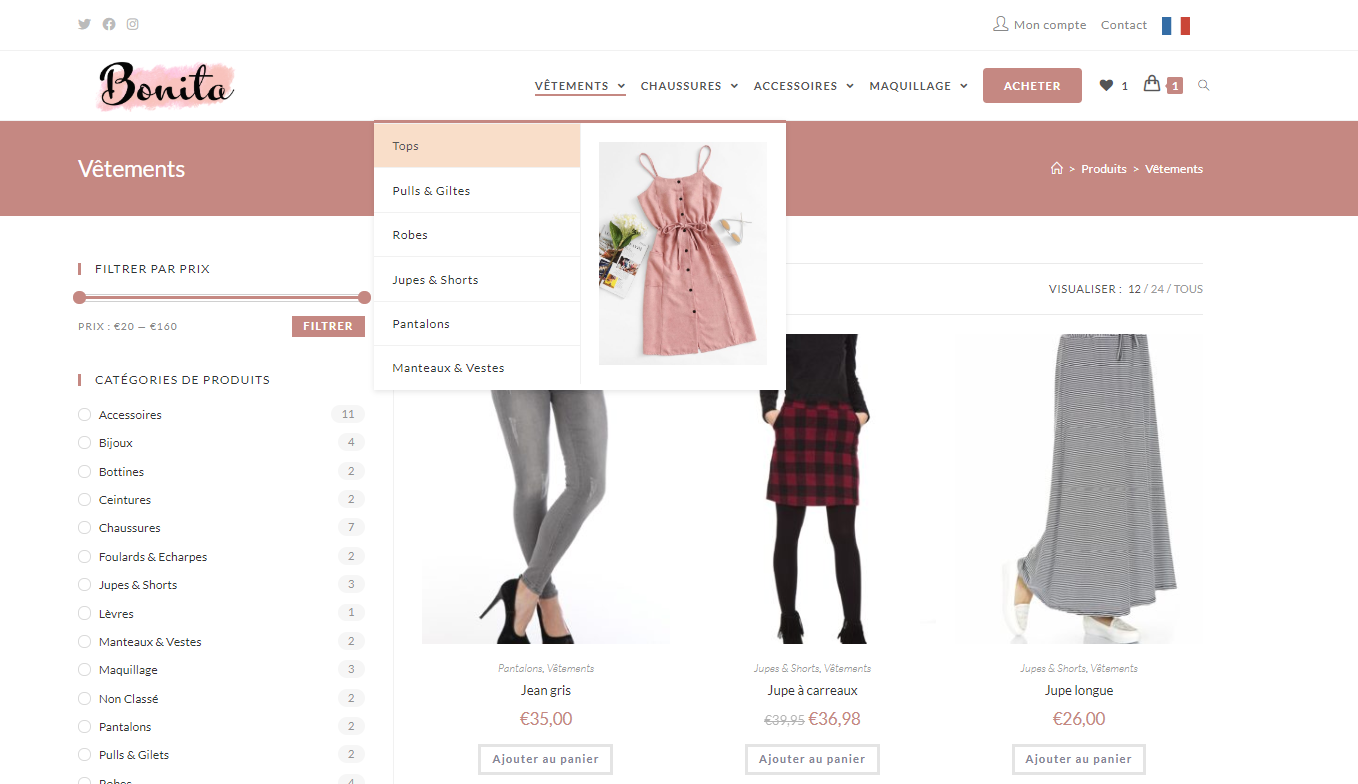 Mon compte Contact
Bonita
VÊTEMENTS CHAUSSURES ACCESSOIRES MAQUILLAGE ACHETER 1 1
Vêtements
> Produits > Vêtements
Tops
Pulls & Giltes
Robes
Jupes & Shorts
Pantalons
Manteaux & Vestes
FILTRER PAR PRIX
PRIX : €20 — €160 FILTRER
CATÉGORIES DE PRODUITS
Accessoires 11
Bijoux 4
Bottines 2
Ceintures 2
Chaussures 7
Foulards & Echarpes 2
Jupes & Shorts 3
Lèvres 1
Manteaux & Vestes 2
Maquillage 3
Non Classé 2
Pantalons 2
Pulls & Gilets 2
Robes 4
VISUALISER : 12 / 24 / TOUS
Pantalons, Vêtements
Jean gris
€35,00
Ajouter au panier
Jupes & Shorts, Vêtements
Jupe à carreaux
€39,95 €36,98
Ajouter au panier
Jupes & Shorts, Vêtements
Jupe longue
€26,00
Ajouter au panier